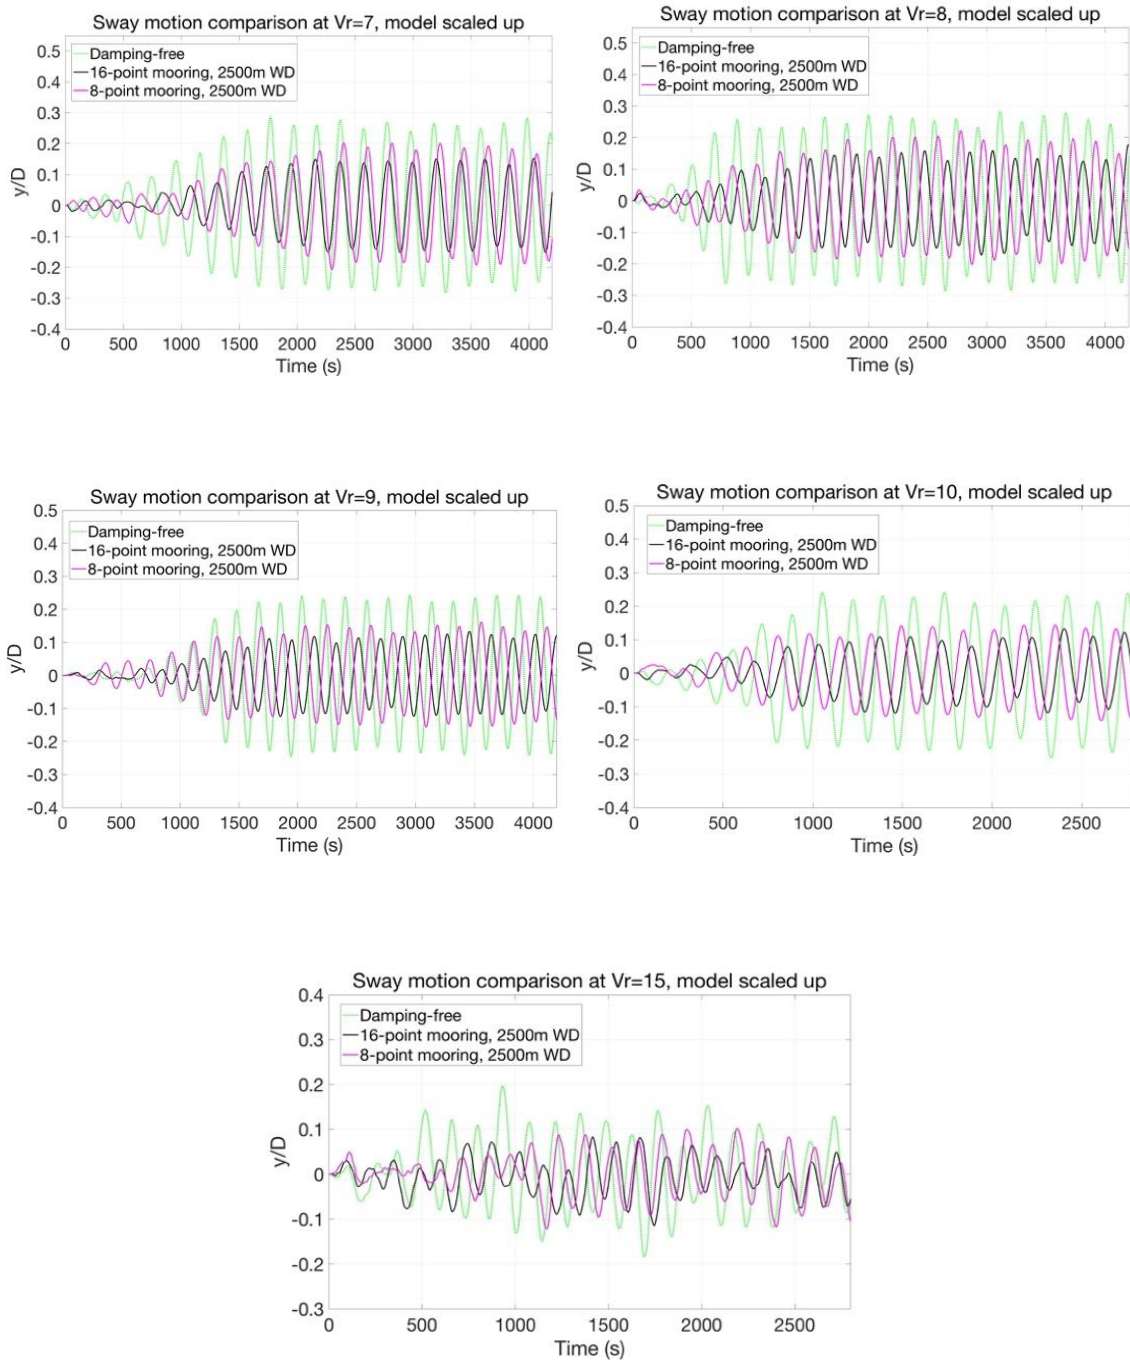 Sway motion comparison at Vr=7, model scaled up
Damping-free
16-point mooring, 2500m WD
8-point mooring, 2500m WD
0.5
0.4
0.3
0.2
0.1
0
-0.1
-0.2
-0.3
-0.4
y/D
0 500 1000 1500 2000 2500 3000 3500 4000
Time (s)
Sway motion comparison at Vr=8, model scaled up
Damping-free
16-point mooring, 2500m WD
8-point mooring, 2500m WD
0.5
0.4
0.3
0.2
0.1
0
-0.1
-0.2
-0.3
-0.4
y/D
0 500 1000 1500 2000 2500 3000 3500 4000
Time (s)
Sway motion comparison at Vr=9, model scaled up
Damping-free
16-point mooring, 2500m WD
8-point mooring, 2500m WD
0.5
0.4
0.3
0.2
0.1
0
-0.1
-0.2
-0.3
-0.4
y/D
0 500 1000 1500 2000 2500 3000 3500 4000
Time (s)
Sway motion comparison at Vr=10, model scaled up
Damping-free
16-point mooring, 2500m WD
8-point mooring, 2500m WD
0.5
0.4
0.3
0.2
0.1
0
-0.1
-0.2
-0.3
-0.4
y/D
0 500 1000 1500 2000 2500
Time (s)
Sway motion comparison at Vr=15, model scaled up
Damping-free
16-point mooring, 2500m WD
8-point mooring, 2500m WD
0.4
0.3
0.2
0.1
0
-0.1
-0.2
-0.3
y/D
0 500 1000 1500 2000 2500
Time (s)